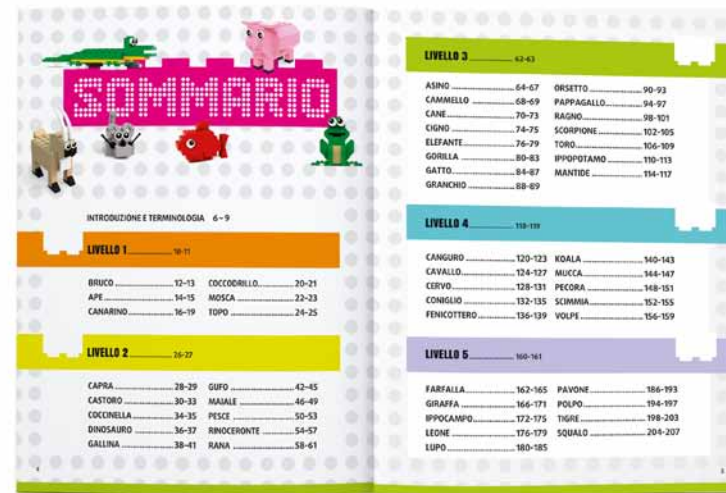 SOMMARIO
INTRODUZIONE E TERMINOLOGIA 6-9
LIVELLO 1 10-11
BRUCO 12-13
APE 14-15
CANARINO 16-19
COCCODRILLO 20-21
MOSCA 22-23
TOPO 24-25
LIVELLO 2 26-27
CAPRA 28-29
CASTORO 30-33
COCCINELLA 34-35
DINOSAURO 36-37
GALLINA 38-41
GUFO 42-45
MAIALE 46-49
PESCE 50-53
RINOCERONTE 54-57
RANA 58-61
LIVELLO 3 62-63
ASINO 64-67
CAMMELLO 68-69
CANE 70-73
CIGNO 74-75
ELEFANTE 76-79
GORILLA 80-83
GATTO 84-87
GRANCHIO 88-89
ORSETTO 90-93
PAPPAGALLO 94-97
RAGNO 98-101
SCORPIONE 102-105
TORO 106-109
IPPOPOTAMO 110-113
MANTIDE 114-117
LIVELLO 4 118-119
CANGURO 120-123
CAVALLO 124-127
CERVO 128-131
CONIGLIO 132-135
FENICOTTERO 136-139
KOALA 140-143
MUCCA 144-147
PECORA 148-151
SCIMMIA 152-155
VOLPE 156-159
LIVELLO 5 160-161
FARFALLA 162-165
GIRAFFA 166-171
IPPOCAMPO 172-175
LEONE 176-179
LUPO 180-185
PAVONE 186-193
POLPO 194-197
TIGRE 198-203
SQUALO 204-207